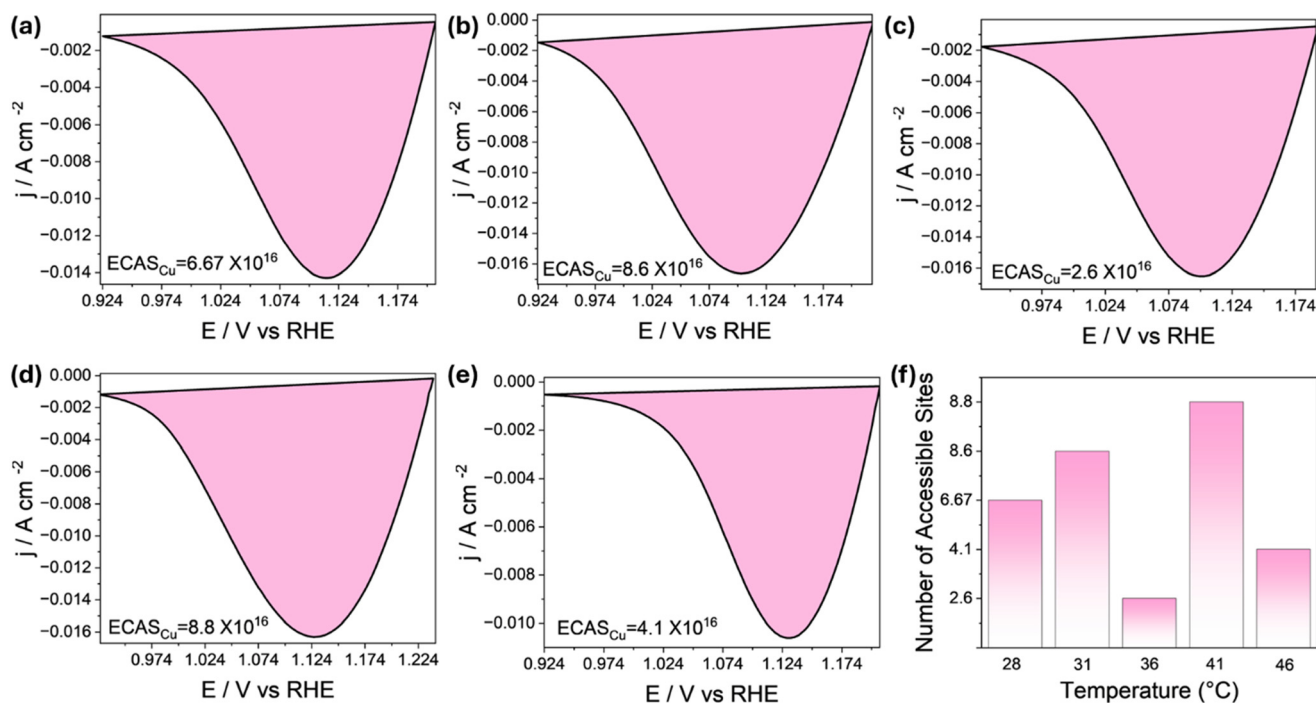 (a)
−0.002
−0.004
−0.006
−0.008
−0.010
−0.012
−0.014
j / A cm⁻²
ECAS_Cu=6.67 X10¹⁶
0.924 0.974 1.024 1.074 1.124 1.174
E / V vs RHE
(b)
0.000
−0.002
−0.004
−0.006
−0.008
−0.010
−0.012
−0.014
−0.016
j / A cm⁻²
ECAS_Cu=8.6 X10¹⁶
0.924 0.974 1.024 1.074 1.124 1.174
E / V vs RHE
(c)
−0.002
−0.004
−0.006
−0.008
−0.010
−0.012
−0.014
−0.016
j / A cm⁻²
ECAS_Cu=2.6 X10¹⁶
0.974 1.024 1.074 1.124 1.174
E / V vs RHE
(d)
0.000
−0.002
−0.004
−0.006
−0.008
−0.010
−0.012
−0.014
−0.016
j / A cm⁻²
ECAS_Cu=8.8 X10¹⁶
0.974 1.024 1.074 1.124 1.174 1.224
E / V vs RHE
(e)
0.000
−0.002
−0.004
−0.006
−0.008
−0.010
j / A cm⁻²
ECAS_Cu=4.1 X10¹⁶
0.924 0.974 1.024 1.074 1.124 1.174
E / V vs RHE
(f)
8.8
8.6
6.67
4.1
2.6
Number of Accessible Sites
28 31 36 41 46
Temperature (°C)